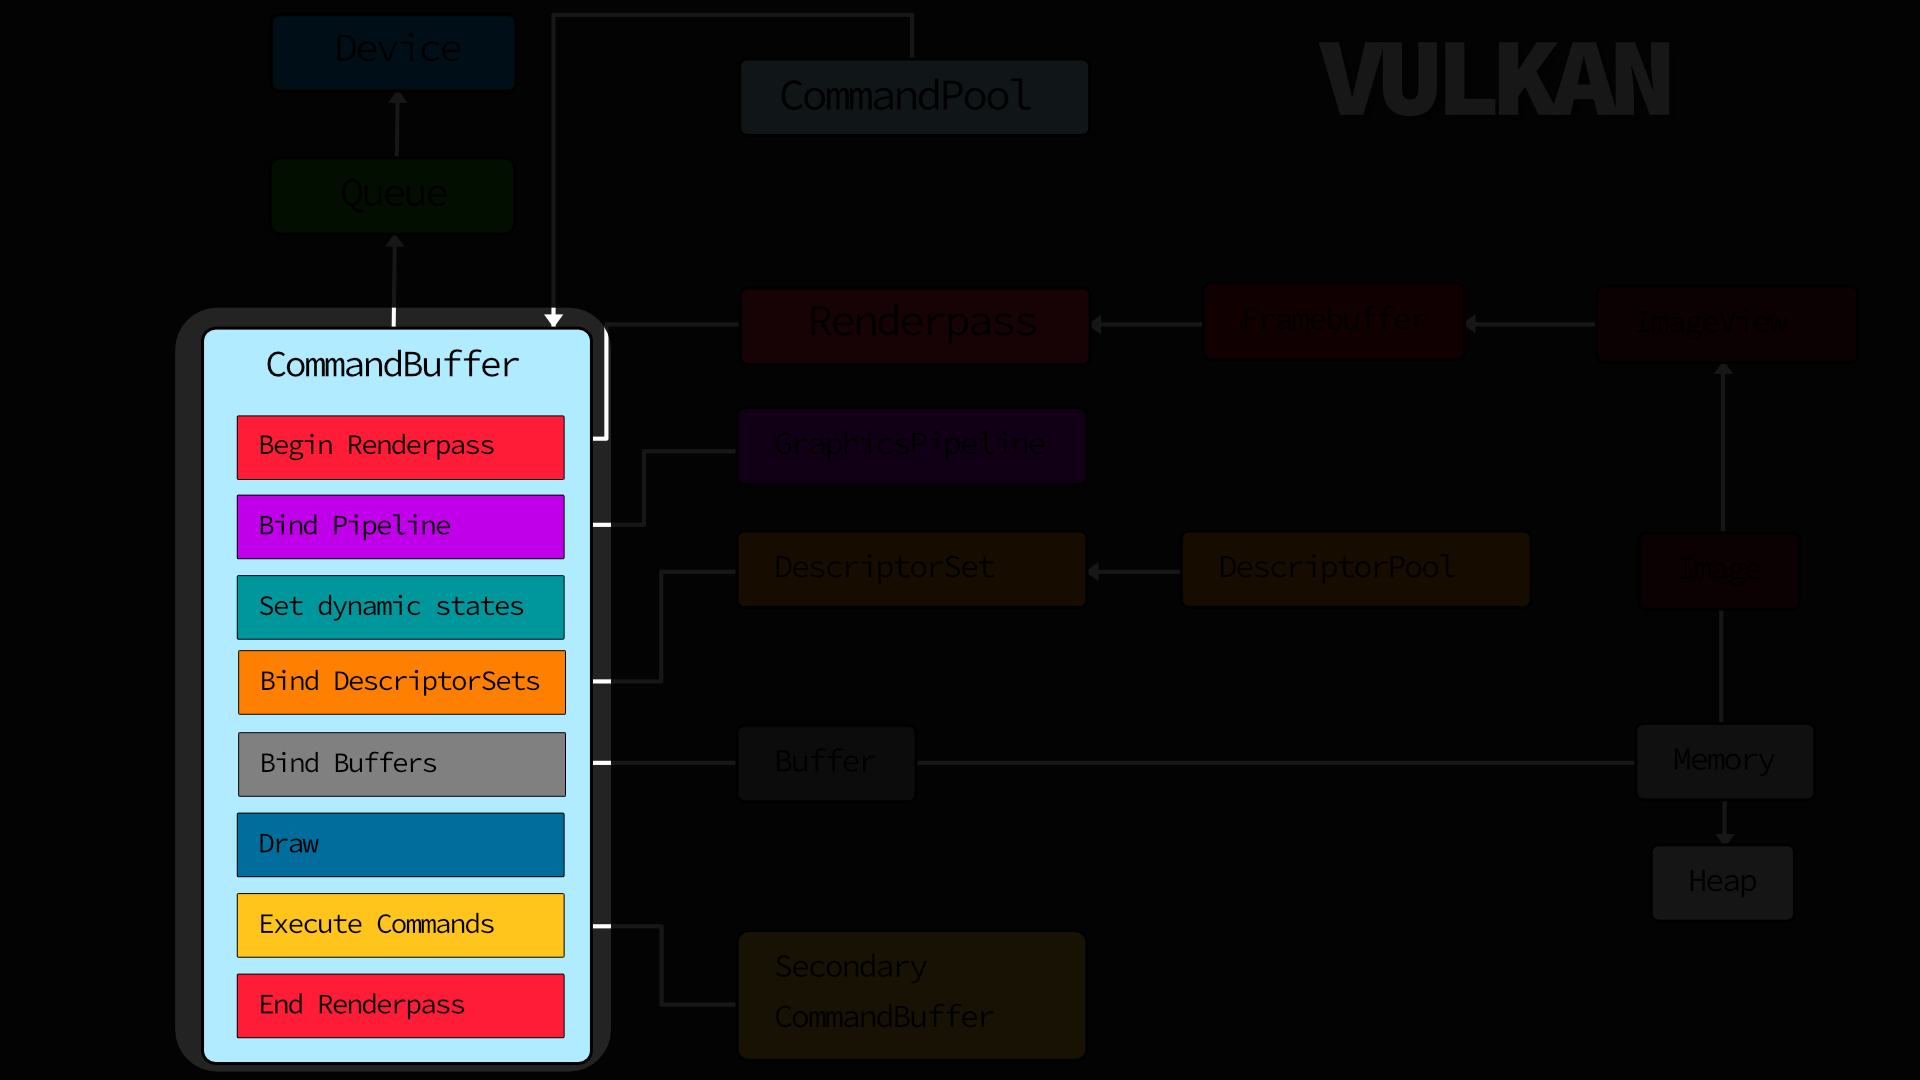 Device
CommandPool
VULKAN
Queue
Renderpass
Framebuffer
ImageView
CommandBuffer
Begin Renderpass
GraphicsPipeline
Bind Pipeline
DescriptorSet
DescriptorPool
Image
Set dynamic states
Bind DescriptorSets
Bind Buffers
Buffer
Memory
Draw
Heap
Execute Commands
Secondary
CommandBuffer
End Renderpass